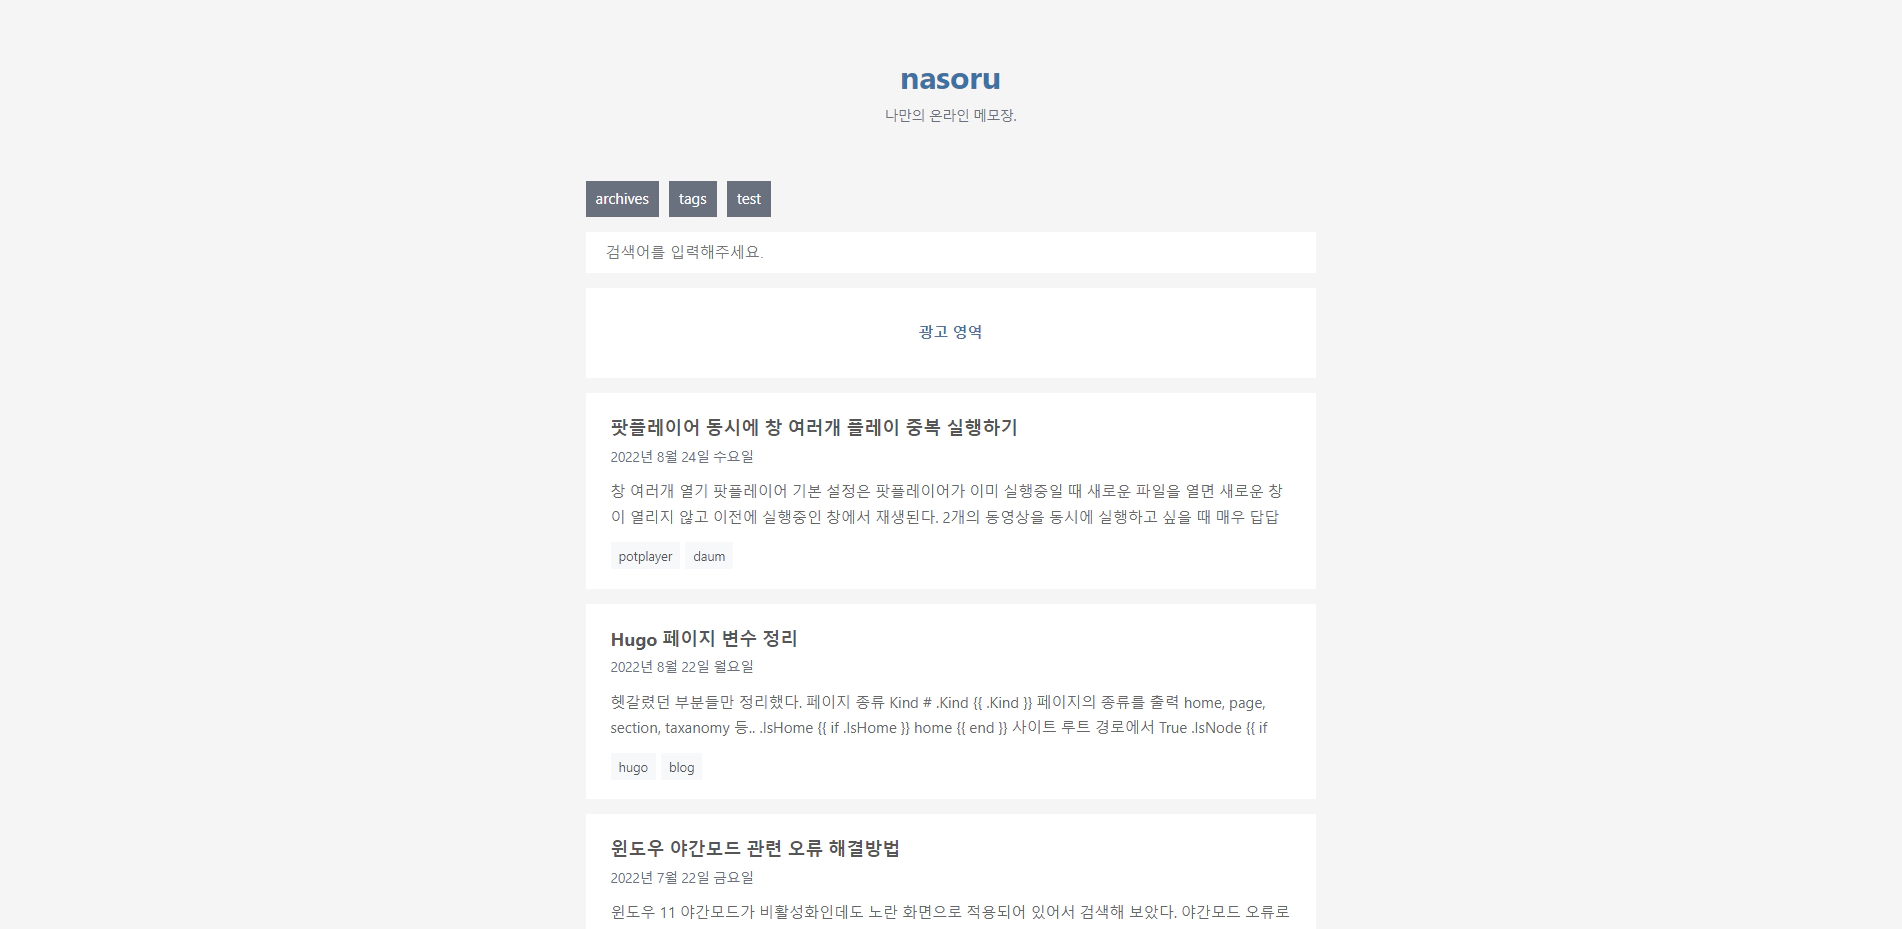 nasoru
나만의 온라인 메모장.
archives tags test
검색어를 입력해주세요.
광고 영역
팟플레이어 동시에 창 여러개 플레이 중복 실행하기
2022년 8월 24일 수요일
창 여러개 열기 팟플레이어 기본 설정은 팟플레이어가 이미 실행중일 때 새로운 파일을 열면 새로운 창
이 열리지 않고 이전에 실행중인 창에서 재생된다. 2개의 동영상을 동시에 실행하고 싶을 때 매우 답답
potplayer daum
Hugo 페이지 변수 정리
2022년 8월 22일 월요일
헷갈렸던 부분들만 정리했다. 페이지 종류 Kind # .Kind {{ .Kind }} 페이지의 종류를 출력 home, page,
section, taxanomy 등.. .IsHome {{ if .IsHome }} home {{ end }} 사이트 루트 경로에서 True .IsNode {{ if
hugo blog
윈도우 야간모드 관련 오류 해결방법
2022년 7월 22일 금요일
윈도우 11 야간모드가 비활성화인데도 노란 화면으로 적용되어 있어서 검색해 보았다. 야간모드 오류로